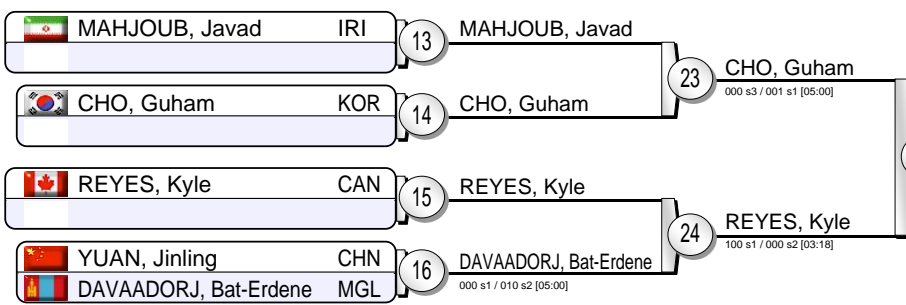 MAHJOUB, Javad IRI
13
MAHJOUB, Javad
CHO, Guham KOR
14
CHO, Guham
23
CHO, Guham
000 s3 / 001 s1 [05:00]
REYES, Kyle CAN
15
REYES, Kyle
YUAN, Jinling CHN
DAVAADORJ, Bat-Erdene MGL
16
DAVAADORJ, Bat-Erdene
000 s1 / 010 s2 [05:00]
24
REYES, Kyle
100 s1 / 000 s2 [03:18]